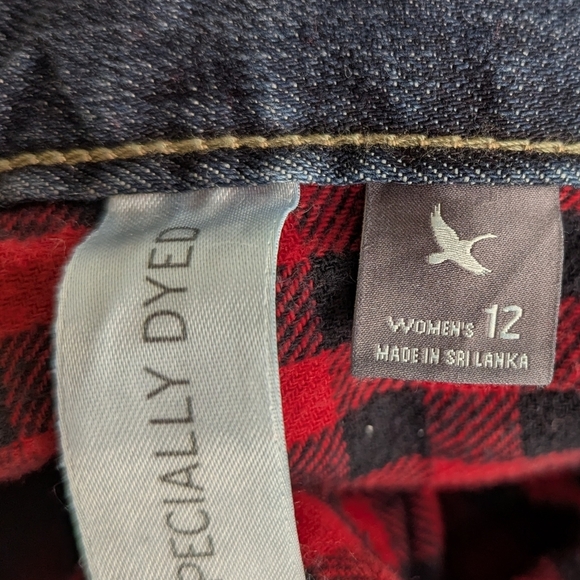 PECIALLY DYED
WOMEN'S 12
MADE IN SRI LANKA